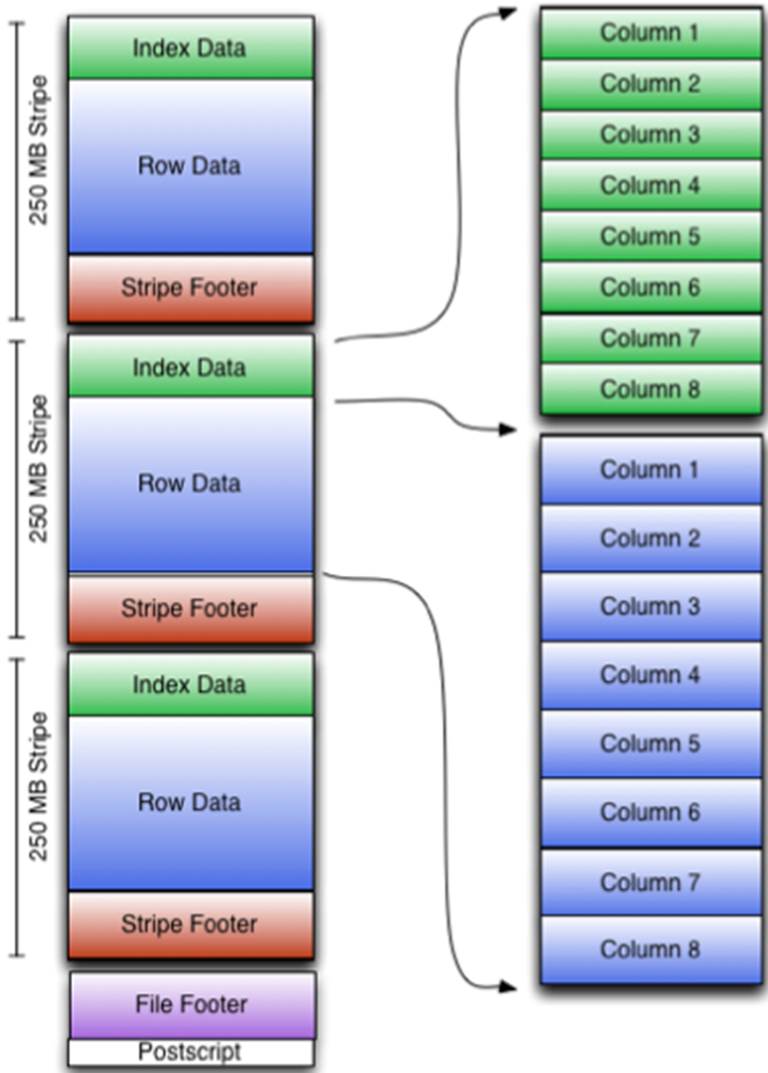 250 MB Stripe
Index Data
Row Data
Stripe Footer
250 MB Stripe
Index Data
Row Data
Stripe Footer
250 MB Stripe
Index Data
Row Data
Stripe Footer
File Footer
Postscript
Column 1
Column 2
Column 3
Column 4
Column 5
Column 6
Column 7
Column 8
Column 1
Column 2
Column 3
Column 4
Column 5
Column 6
Column 7
Column 8